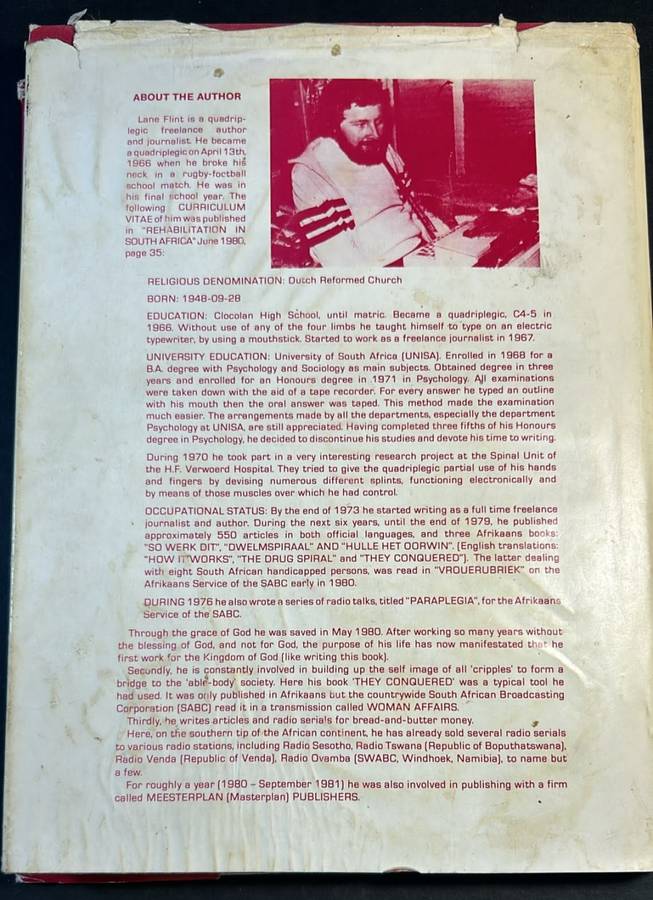 ABOUT THE AUTHOR
Lane Flint is a quadrip-
legic freelance author
and journalist. He became
a quadriplegic on April 13th,
1966 when he broke his
neck in a rugby-football
school match. He was in
his final school year. The
following CURRICULUM
VITAE of him was published
in "REHABILITATION IN
SOUTH AFRICA" June 1980,
page 35:
RELIGIOUS DENOMINATION: Dutch Reformed Church
BORN: 1948-09-28
EDUCATION: Clocolan High School, until matric. Became a quadriplegic, C4-5 in
1966. Without use of any of the four limbs he taught himself to type on an electric
typewriter, by using a mouthstick. Started to work as a freelance journalist in 1967.
UNIVERSITY EDUCATION: University of South Africa (UNISA). Enrolled in 1968 for a
B.A. degree with Psychology and Sociology as main subjects. Obtained degree in three
years and enrolled for an Honours degree in 1971 in Psychology. All examinations
were taken down with the aid of a tape recorder. For every answer he typed an outline
with his mouth then the oral answer was taped. This method made the examination
much easier. The arrangements made by all the departments, especially the department
Psychology at UNISA, are still appreciated. Having completed three fifths of his Honours
degree in Psychology, he decided to discontinue his studies and devote his time to writing.
During 1970 he took part in a very interesting research project at the Spinal Unit of
the H.F. Verwoerd Hospital. They tried to give the quadriplegic partial use of his hands
and fingers by devising numerous different splints, functioning electronically and
by means of those muscles over which he had control.
OCCUPATIONAL STATUS: By the end of 1973 he started writing as a full time freelance
journalist and author. During the next six years, until the end of 1979, he published
approximately 550 articles in both official languages, and three Afrikaans books:
"SO WERK DIT", "DWELMSPIRAAL" AND "HULLE HET OORWIN". (English translations:
"HOW IT WORKS", "THE DRUG SPIRAL" and "THEY CONQUERED"). The latter dealing
with eight South African handicapped persons, was read in "VROUERUBRIEK" on the
Afrikaans Service of the SABC early in 1980.
DURING 1976 he also wrote a series of radio talks, titled "PARAPLEGIA", for the Afrikaans
Service of the SABC.
Through the grace of God he was saved in May 1980. After working so many years without
the blessing of God, and not for God, the purpose of his life has now manifested that he
first work for the Kingdom of God (like writing this book).
Secondly, he is constantly involved in building up the self image of all 'cripples' to form a
bridge to the 'able-body' society. Here his book 'THEY CONQUERED' was a typical tool he
had used. It was only published in Afrikaans but the countrywide South African Broadcasting
Corporation (SABC) read it in a transmission called WOMAN AFFAIRS.
Thirdly, he writes articles and radio serials for bread-and-butter money.
Here, on the southern tip of the African continent, he has already sold several radio serials
to various radio stations, including Radio Sesotho, Radio Tswana (Republic of Boputhatswana),
Radio Venda (Republic of Venda), Radio Ovamba (SWABC, Windhoek, Namibia), to name but
a few.
For roughly a year (1980 – September 1981) he was also involved in publishing with a firm
called MEESTERPLAN (Masterplan) PUBLISHERS.